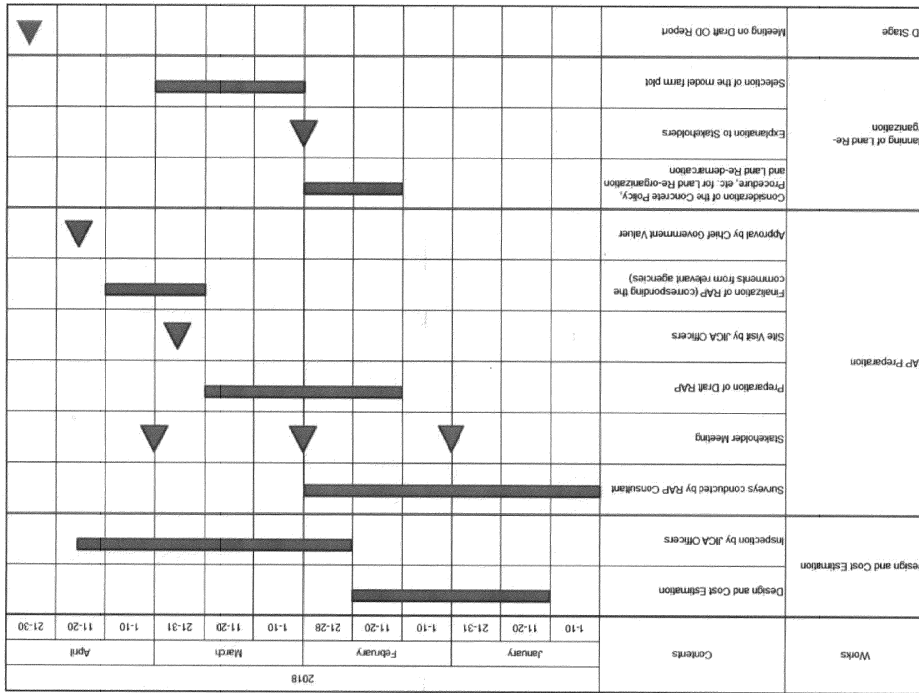 Works Contents 2018
January February March April
1-10 11-20 21-31 1-10 11-20 21-28 1-10 11-20 21-31 1-10 11-20 21-30
Design and Cost Estimation
Design and Cost Estimation
Inspection by JICA Officers
AP Preparation
Surveys conducted by RAP Consultant
Stakeholder Meeting
Preparation of Draft RAP
Site Visit by JICA Officers
Finalization of RAP (corresponding the
comments from relevant agencies)
Approval by Chief Government Valuer
anning of Land Re-
organization
Consideration of the Concrete Policy,
Procedure, etc. for Land Re-organization
and Land Re-demarcation
Explanation to Stakeholders
Selection of the model farm plot
D Stage
Meeting on Draft OD Report